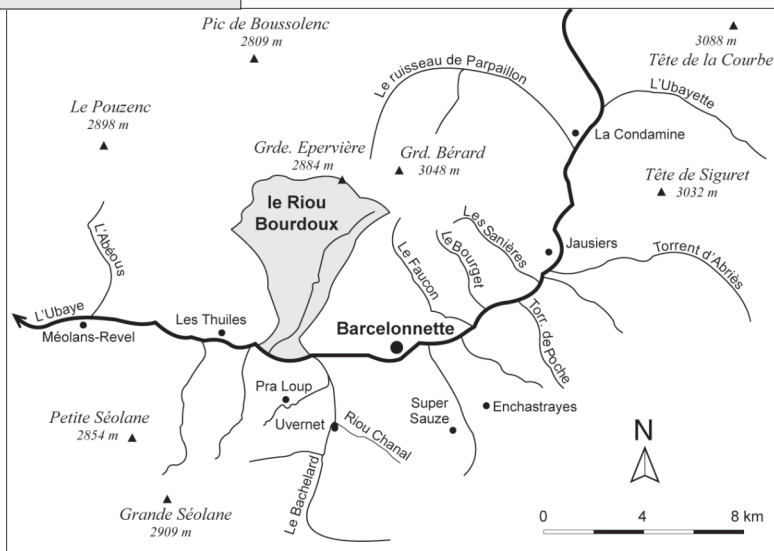 Pic de Boussolenc
2809 m
3088 m
Tête de la Courbe
Le ruisseau de Parpaillon
L'Ubayette
Le Pouzenc
2898 m
La Condamine
Grde. Epervière
2884 m
Grd. Bérard
3048 m
Tête de Siguret
3032 m
le Riou
Bourdoux
L'Abéous
Les Sanières
Le Bourget
Le Faucon
Jausiers
Torrent d'Abriès
L'Ubaye
Méolans-Revel
Les Thuiles
Barcelonnette
Torr. de Poche
Pra Loup
Super
Sauze
Enchastrayes
Petite Séolane
2854 m
Uvernet
Riou Chanal
Le Bachelard
Grande Séolane
2909 m
N
0 4 8 km